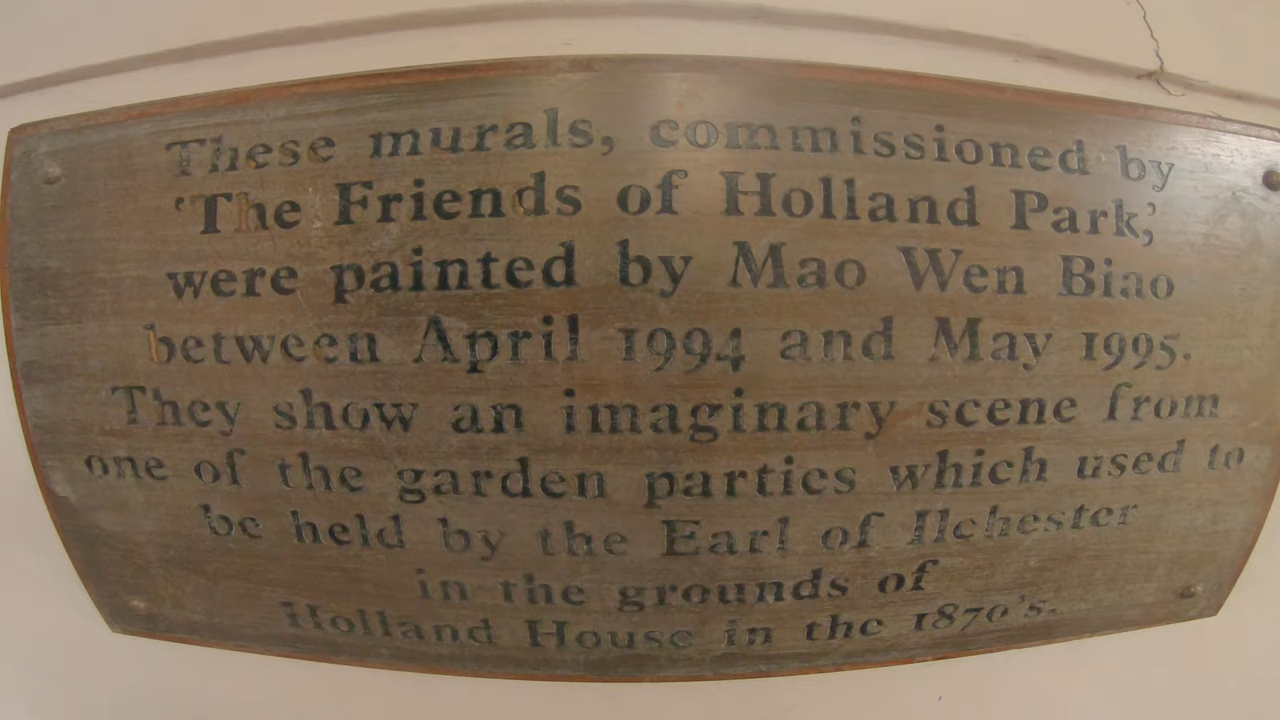 These murals, commissioned by
‘The Friends of Holland Park,’
were painted by Mao Wen Biao
between April 1994 and May 1995.
They show an imaginary scene from
one of the garden parties which used to
be held by the Earl of Ilchester
in the grounds of
Holland House in the 1870's.